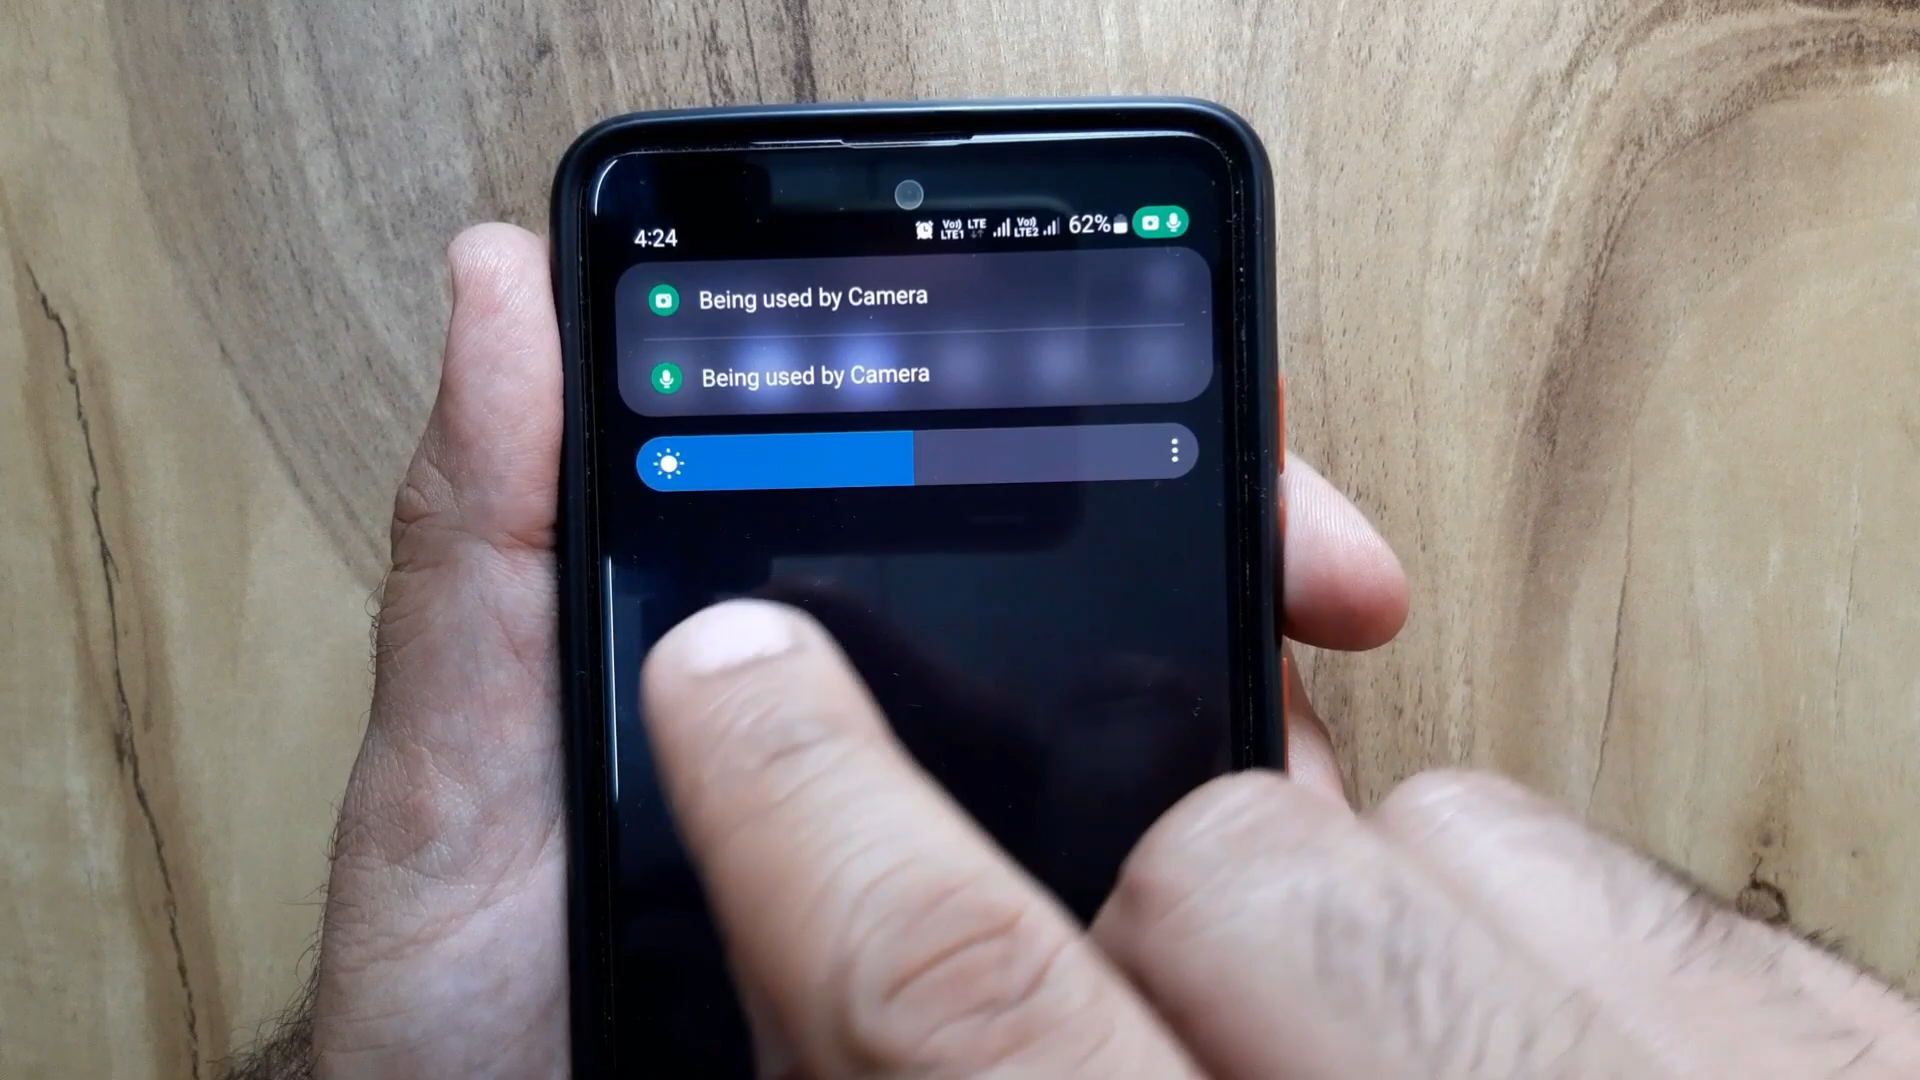 4:24 Vo)) LTE1 LTE Vo)) LTE2 62%
Being used by Camera
Being used by Camera